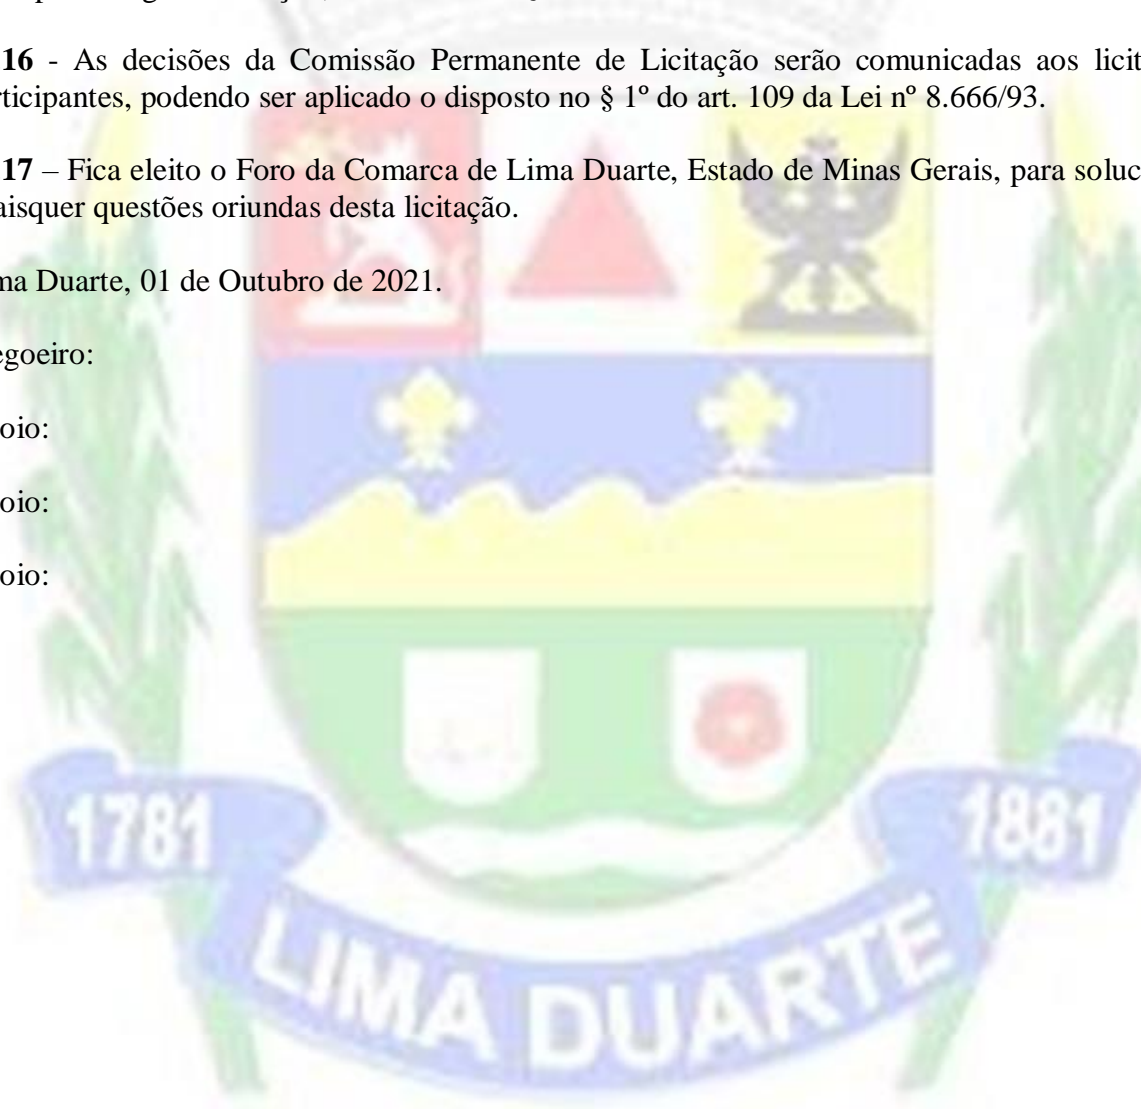 16 - As decisões da Comissão Permanente de Licitação serão comunicadas aos licit
rticipantes, podendo ser aplicado o disposto no § 1º do art. 109 da Lei nº 8.666/93.
17 – Fica eleito o Foro da Comarca de Lima Duarte, Estado de Minas Gerais, para soluc
aisquer questões oriundas desta licitação.
ma Duarte, 01 de Outubro de 2021.
egoeiro:
oio:
oio:
oio:
1781
1881
LIMA DUARTE